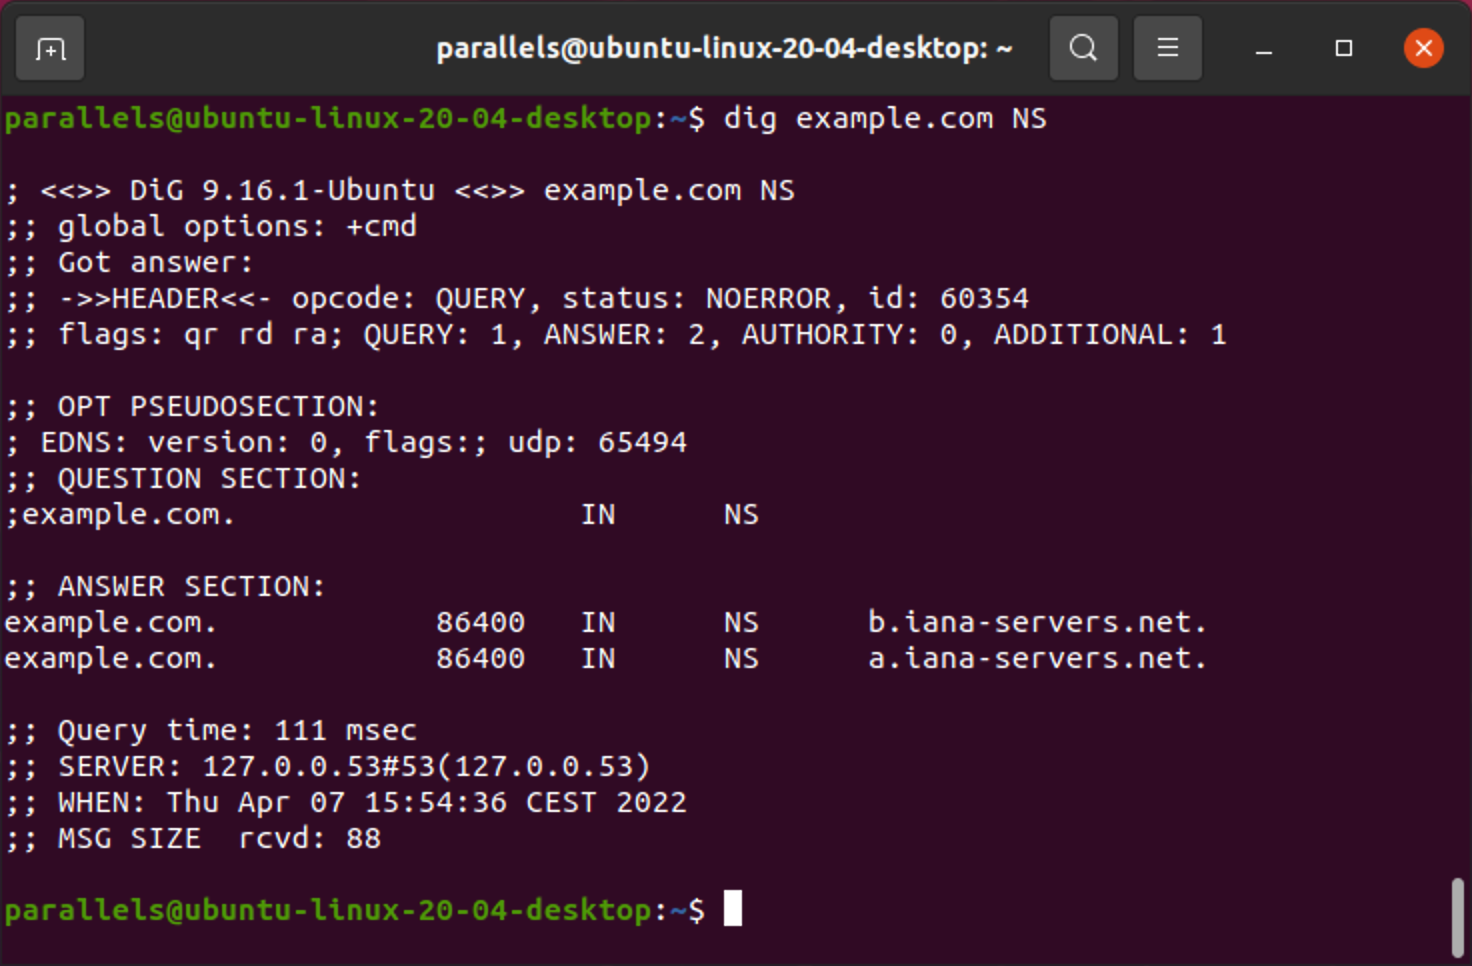 parallels@ubuntu-linux-20-04-desktop: ~
parallels@ubuntu-linux-20-04-desktop:~$ dig example.com NS
; <<>> DiG 9.16.1-Ubuntu <<>> example.com NS
;; global options: +cmd
;; Got answer:
;; ->>HEADER<<- opcode: QUERY, status: NOERROR, id: 60354
;; flags: qr rd ra; QUERY: 1, ANSWER: 2, AUTHORITY: 0, ADDITIONAL: 1
;; OPT PSEUDOSECTION:
; EDNS: version: 0, flags:; udp: 65494
;; QUESTION SECTION:
;example.com. IN NS
;; ANSWER SECTION:
example.com. 86400 IN NS b.iana-servers.net.
example.com. 86400 IN NS a.iana-servers.net.
;; Query time: 111 msec
;; SERVER: 127.0.0.53#53(127.0.0.53)
;; WHEN: Thu Apr 07 15:54:36 CEST 2022
;; MSG SIZE  rcvd: 88
parallels@ubuntu-linux-20-04-desktop:~$